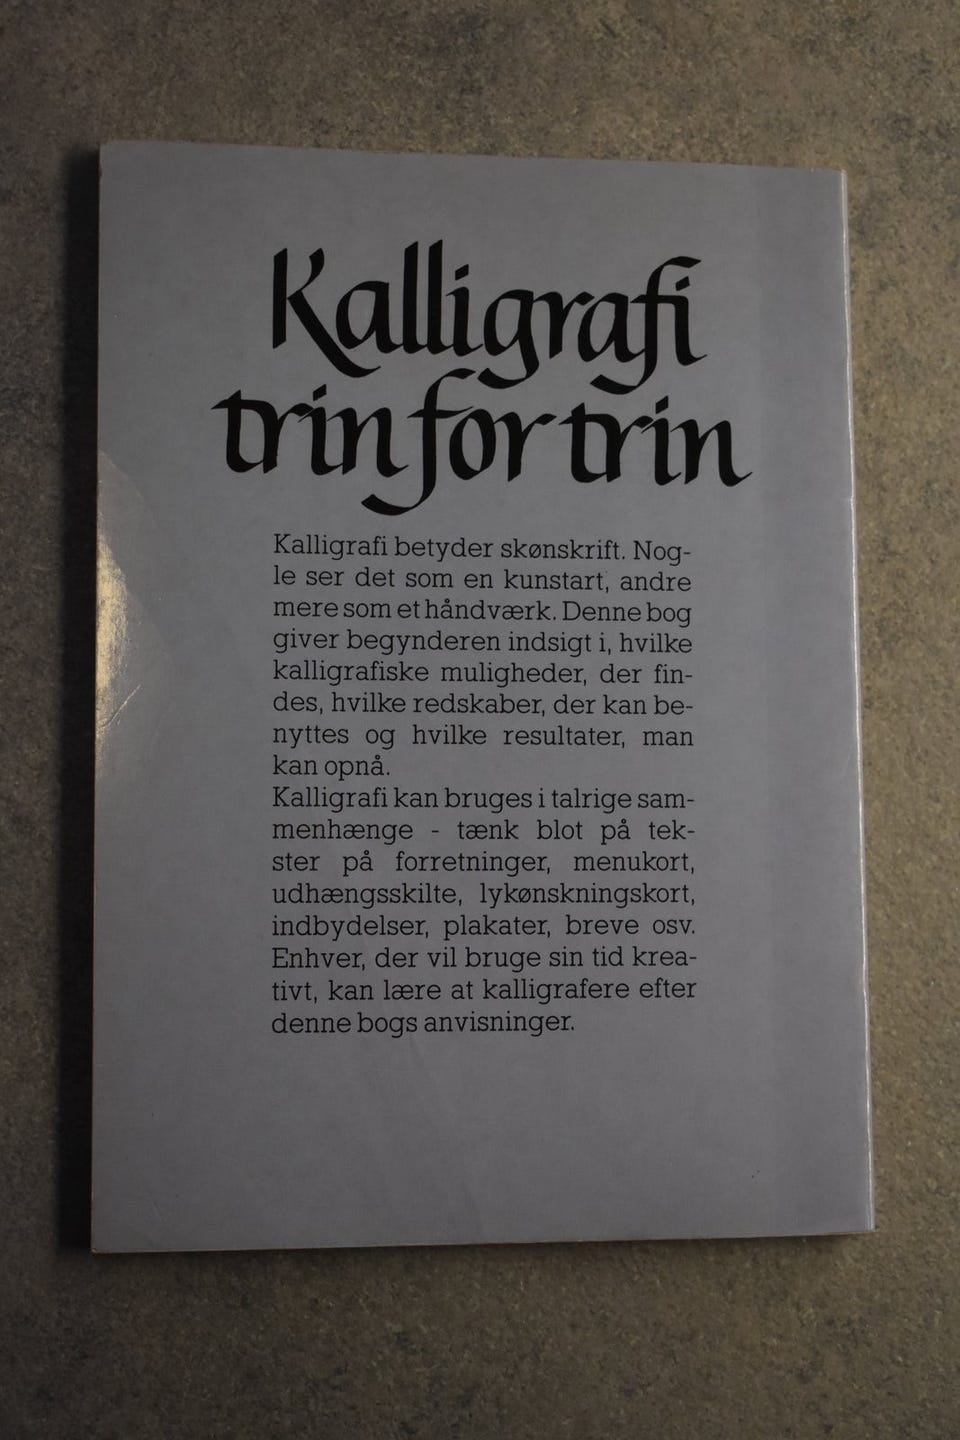 Kalligrafi
trin for trin
Kalligrafi betyder skønskrift. Nog-
le ser det som en kunstart, andre
mere som et håndværk. Denne bog
giver begynderen indsigt i, hvilke
kalligrafiske muligheder, der fin-
des, hvilke redskaber, der kan be-
nyttes og hvilke resultater, man
kan opnå.
Kalligrafi kan bruges i talrige sam-
menhænge - tænk blot på tek-
ster på forretninger, menukort,
udhængsskilte, lykønskningskort,
indbydelser, plakater, breve osv.
Enhver, der vil bruge sin tid krea-
tivt, kan lære at kalligrafere efter
denne bogs anvisninger.